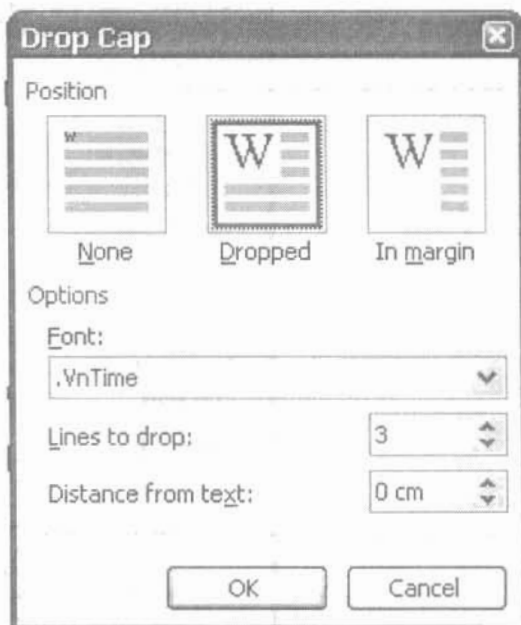 Drop Cap
Position
W W W
None Dropped In margin
Options
Font:
.VnTime
Lines to drop: 3
Distance from text: 0 cm
OK Cancel